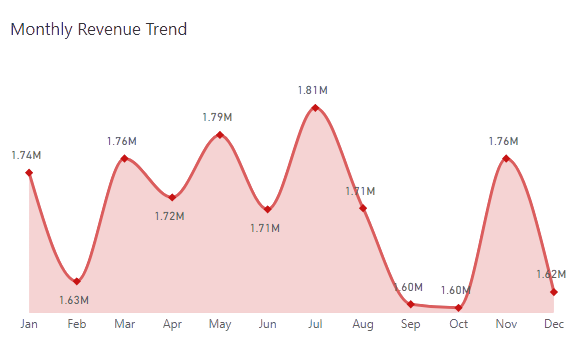 Monthly Revenue Trend
1.81M
1.79M
1.76M
1.76M
1.74M
1.71M
1.72M
1.71M
1.62M
1.63M
1.60M
1.60M
Jan Feb Mar Apr May Jun Jul Aug Sep Oct Nov Dec